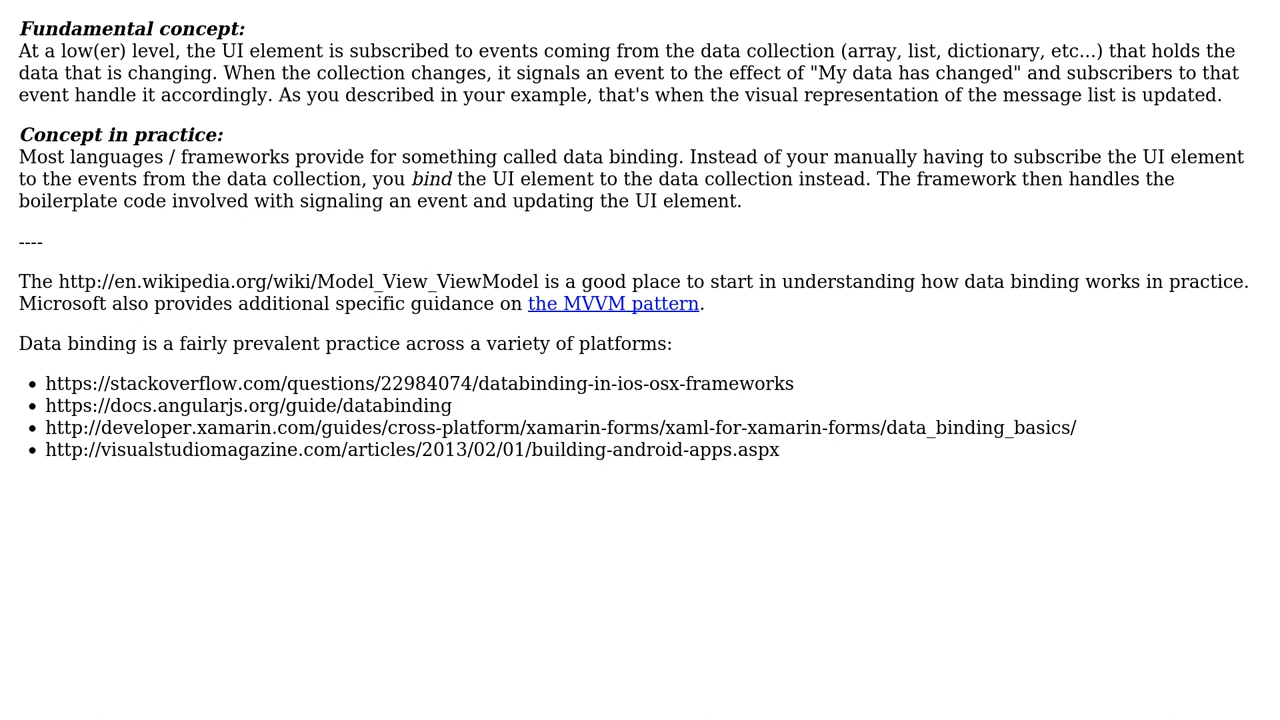 Fundamental concept:
At a low(er) level, the UI element is subscribed to events coming from the data collection (array, list, dictionary, etc...) that holds the
data that is changing. When the collection changes, it signals an event to the effect of "My data has changed" and subscribers to that
event handle it accordingly. As you described in your example, that's when the visual representation of the message list is updated.
Concept in practice:
Most languages / frameworks provide for something called data binding. Instead of your manually having to subscribe the UI element
to the events from the data collection, you bind the UI element to the data collection instead. The framework then handles the
boilerplate code involved with signaling an event and updating the UI element.
----
The http://en.wikipedia.org/wiki/Model_View_ViewModel is a good place to start in understanding how data binding works in practice.
Microsoft also provides additional specific guidance on the MVVM pattern.
Data binding is a fairly prevalent practice across a variety of platforms:
• https://stackoverflow.com/questions/22984074/databinding-in-ios-osx-frameworks
• https://docs.angularjs.org/guide/databinding
• http://developer.xamarin.com/guides/cross-platform/xamarin-forms/xaml-for-xamarin-forms/data_binding_basics/
• http://visualstudiomagazine.com/articles/2013/02/01/building-android-apps.aspx